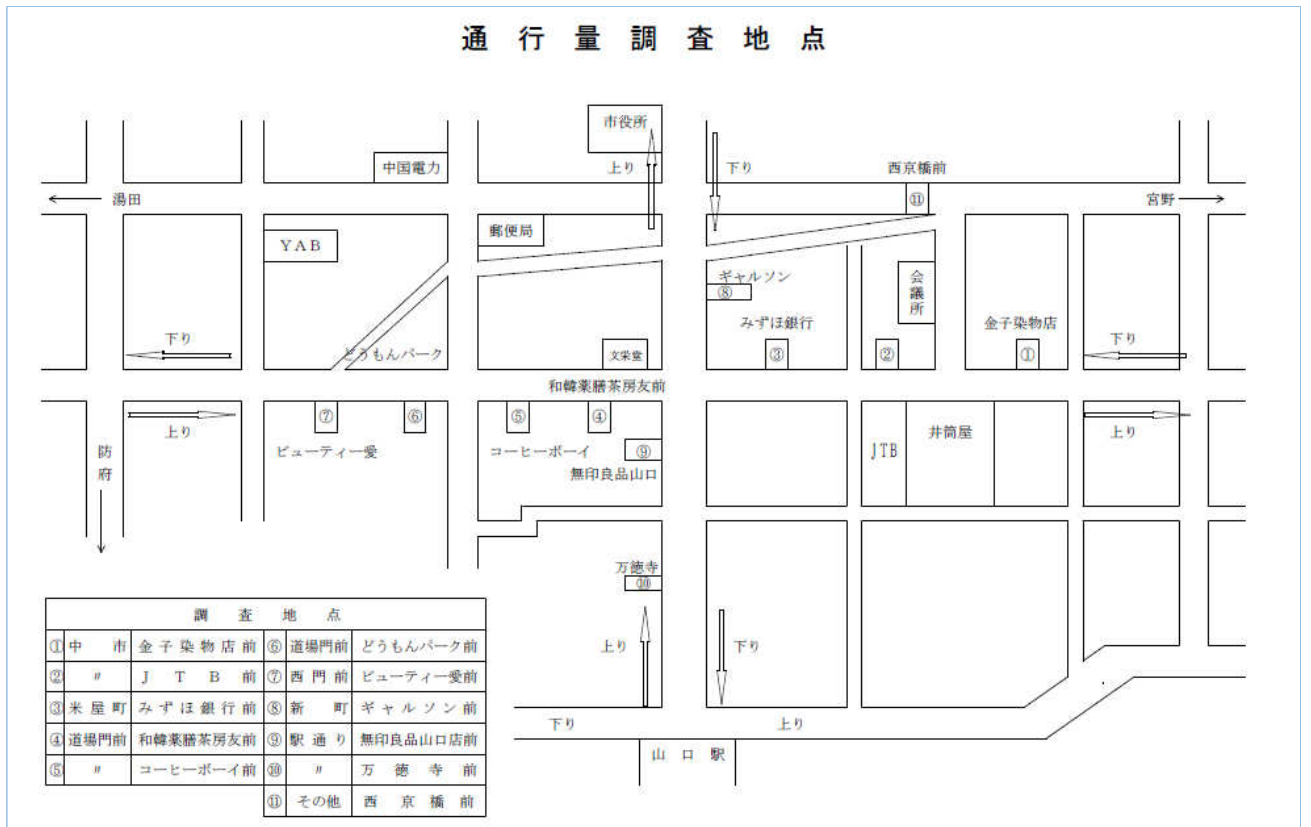 通行量調査地点
市役所
中国電力
上り
下り
西京橋前
湯田
⑪
宮野
YAB
郵便局
ギャルソン
⑧
会議所
みずほ銀行
金子染物店
下り
どうもんパーク
文栄堂
③
②
①
下り
和韓薬膳茶房友前
⑦
⑥
⑤
④
上り
ビューティー愛
コーヒーボーイ
⑨
無印良品山口
JTB
井筒屋
上り
防府
万徳寺
⑩
上り
下り
下り
上り
山口駅
調査地点
①中市 金子染物店前 ⑥道場門前 どうもんパーク前
②〃 JTB前 ⑦西門前 ビューティー愛前
③米屋町 みずほ銀行前 ⑧新町 ギャルソン前
④道場門前 和韓薬膳茶房友前 ⑨駅通り 無印良品山口店前
⑤〃 コーヒーボーイ前 ⑩〃 万徳寺前
⑪その他 西京橋前